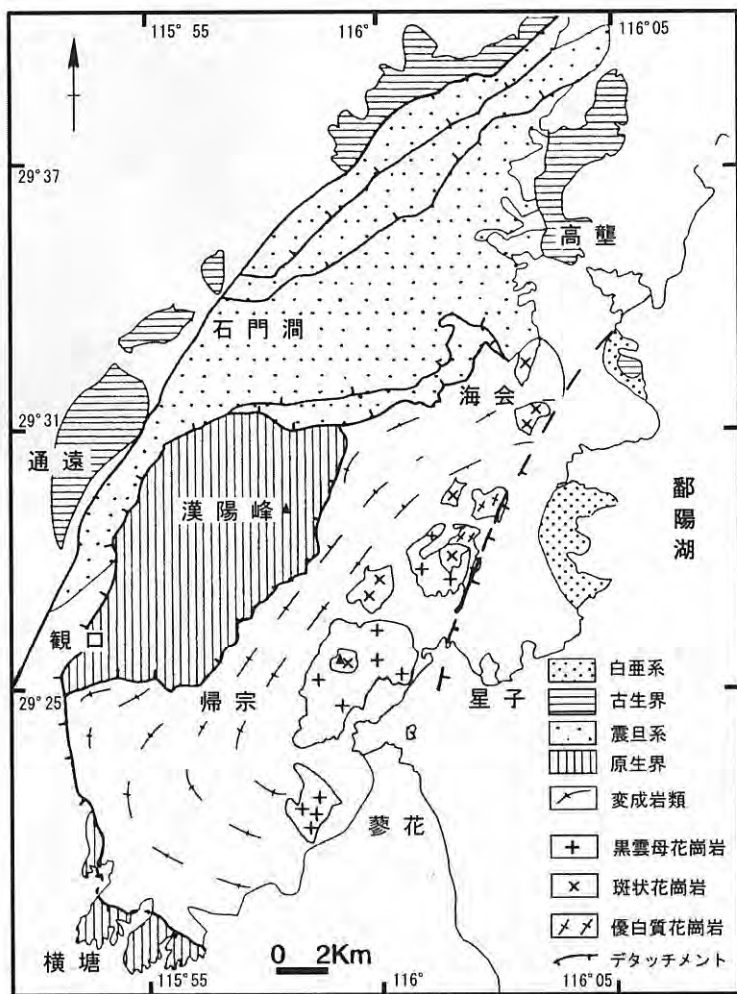 115° 55
116°
116° 05
29° 37
高壟
石門澗
海会
29° 31
通遠
漢陽峰
鄱陽湖
観口
白亜系
帰宗
星子
29° 25
古生界
震旦系
原生界
蓼花
変成岩類
黒雲母花崗岩
斑状花崗岩
優白質花崗岩
横塘
0 2Km
デタッチメント
115° 55
116°
116° 05